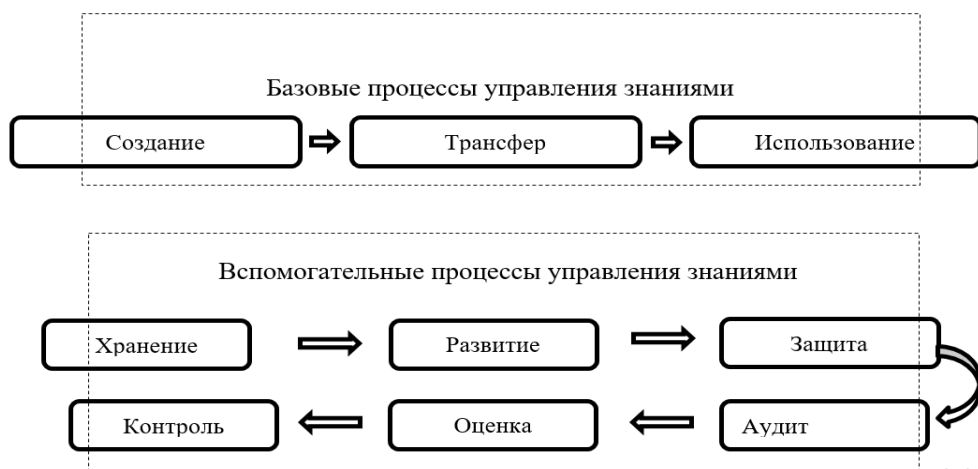 Базовые процессы управления знаниями
Создание
Трансфер
Использование
Вспомогательные процессы управления знаниями
Хранение
Развитие
Защита
Контроль
Оценка
Аудит